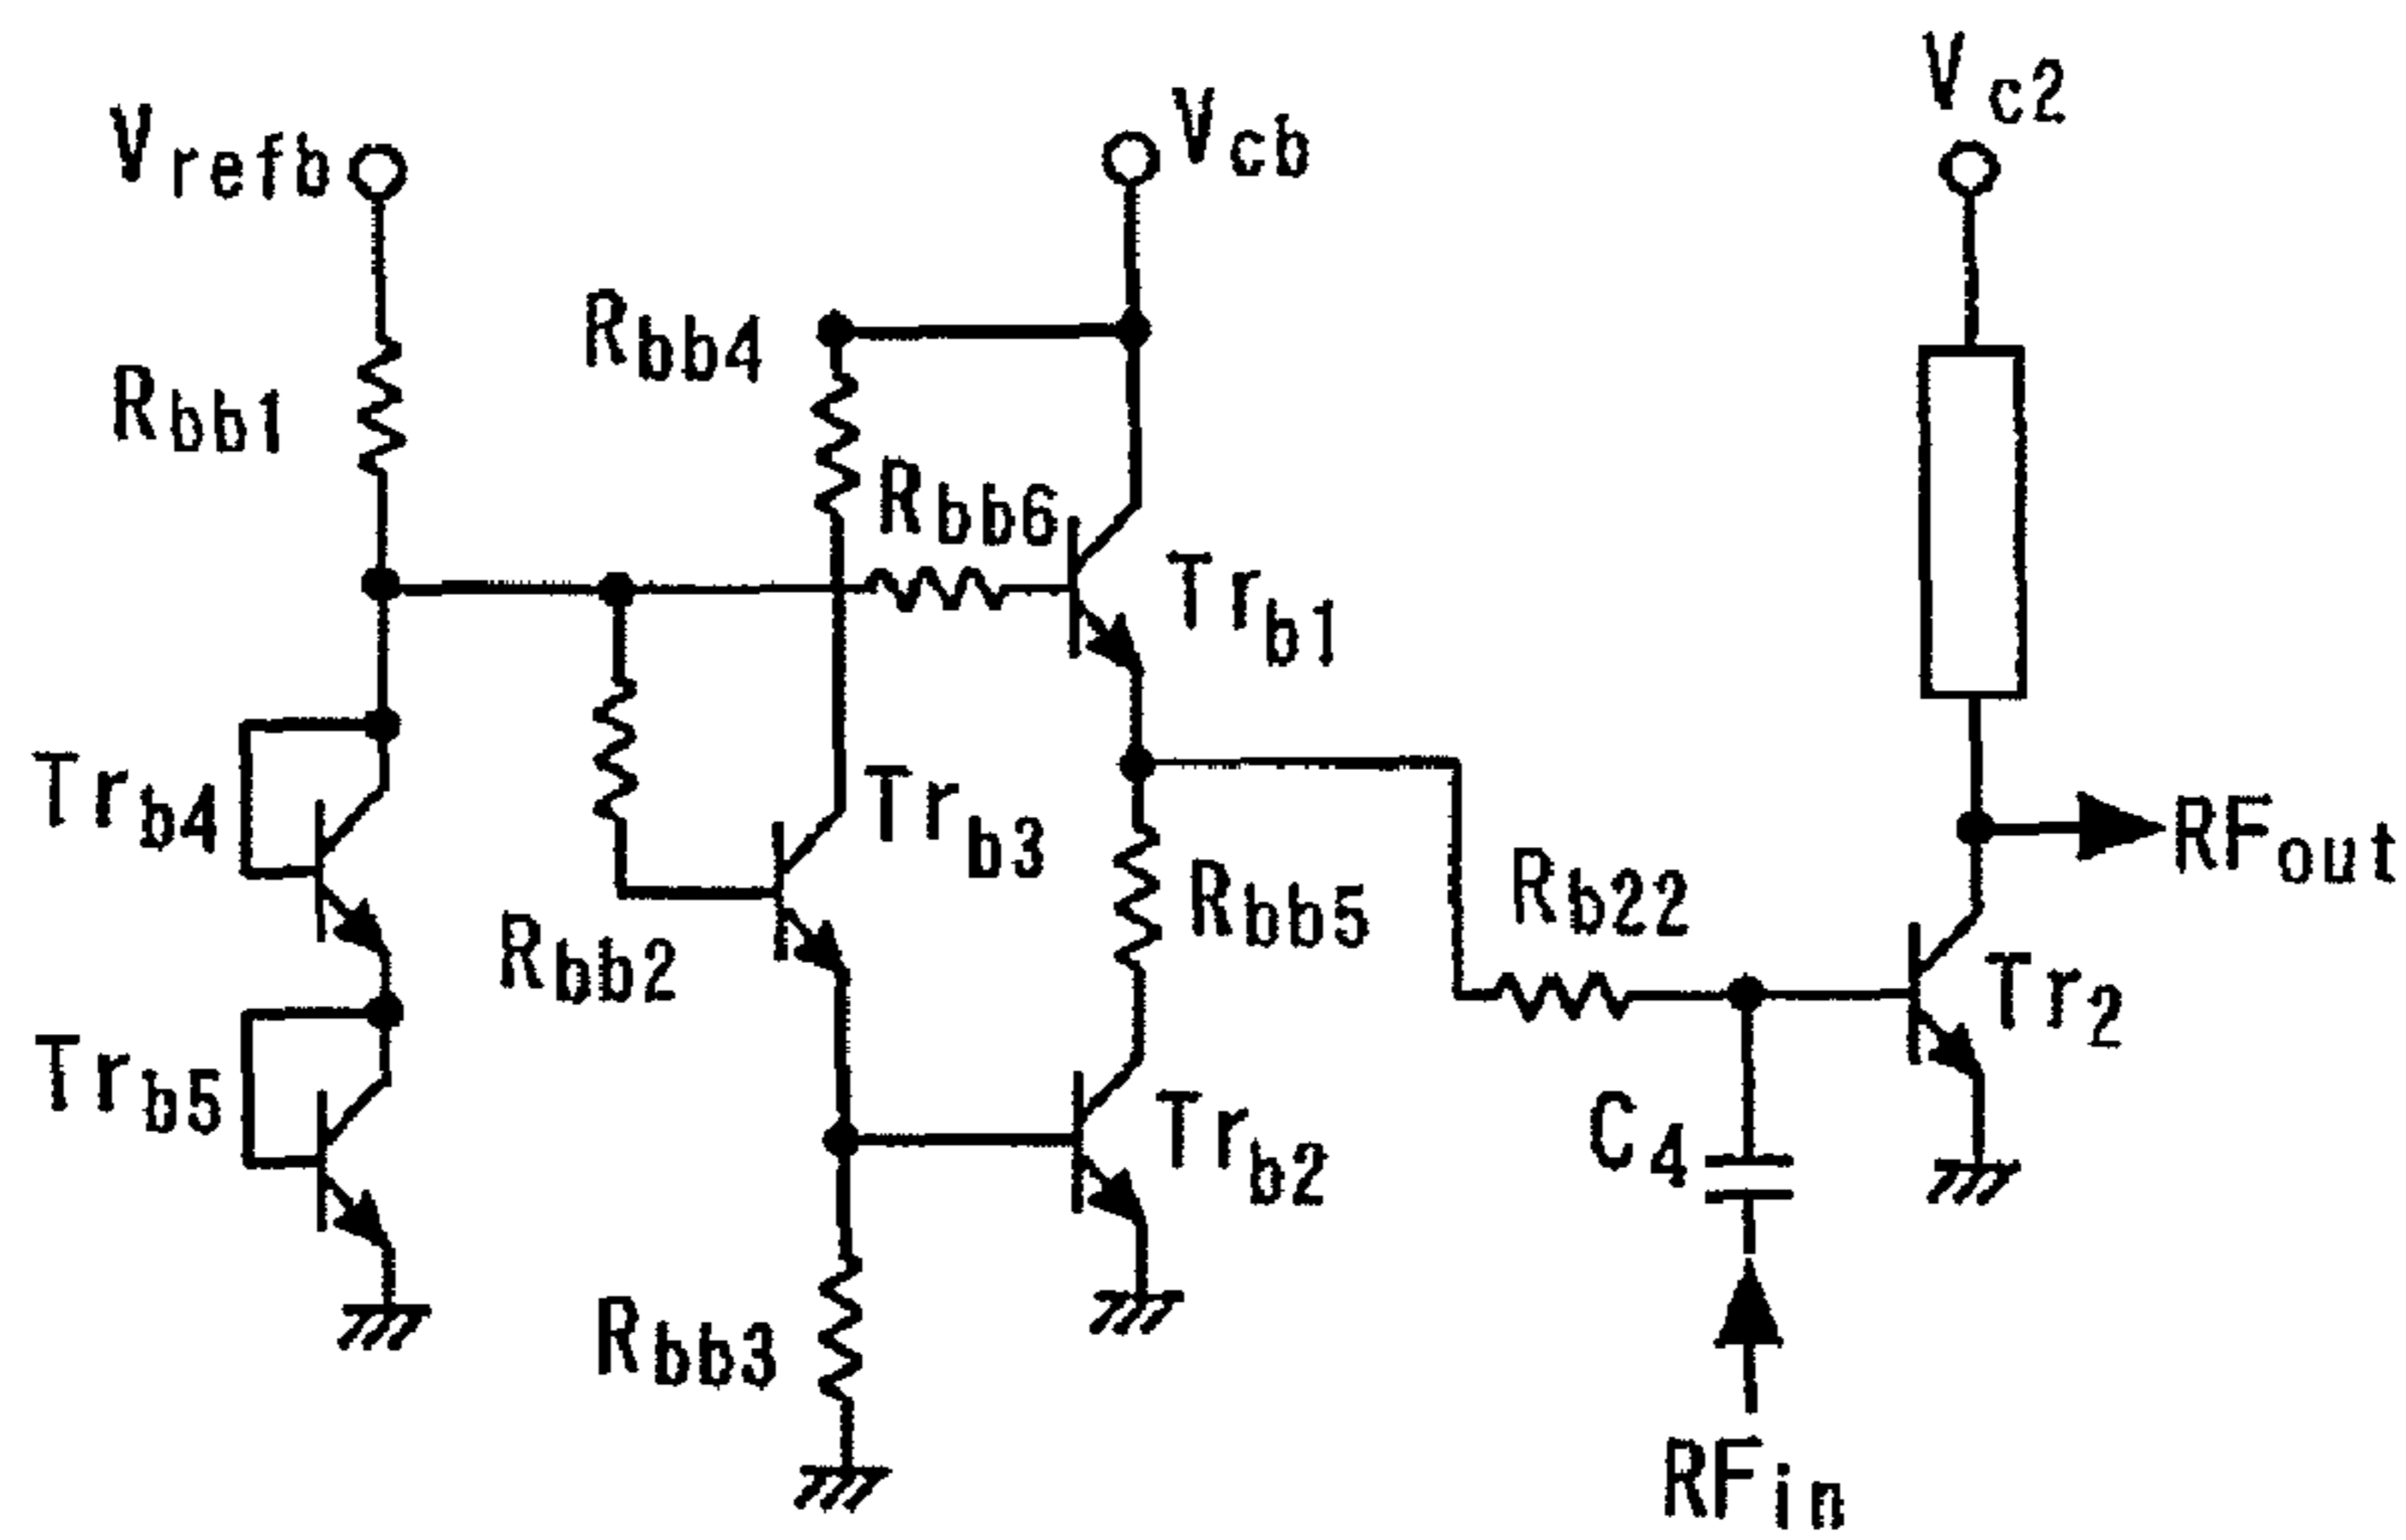 Vrefb
Vcb
Vc2
Rbb4
Rbb1
Rbb6
Trb1
Trb4
Trb3
Rbb5
Rb22
RFout
Rbb2
Tr2
Trb5
Trb2
C4
Rbb3
RFin